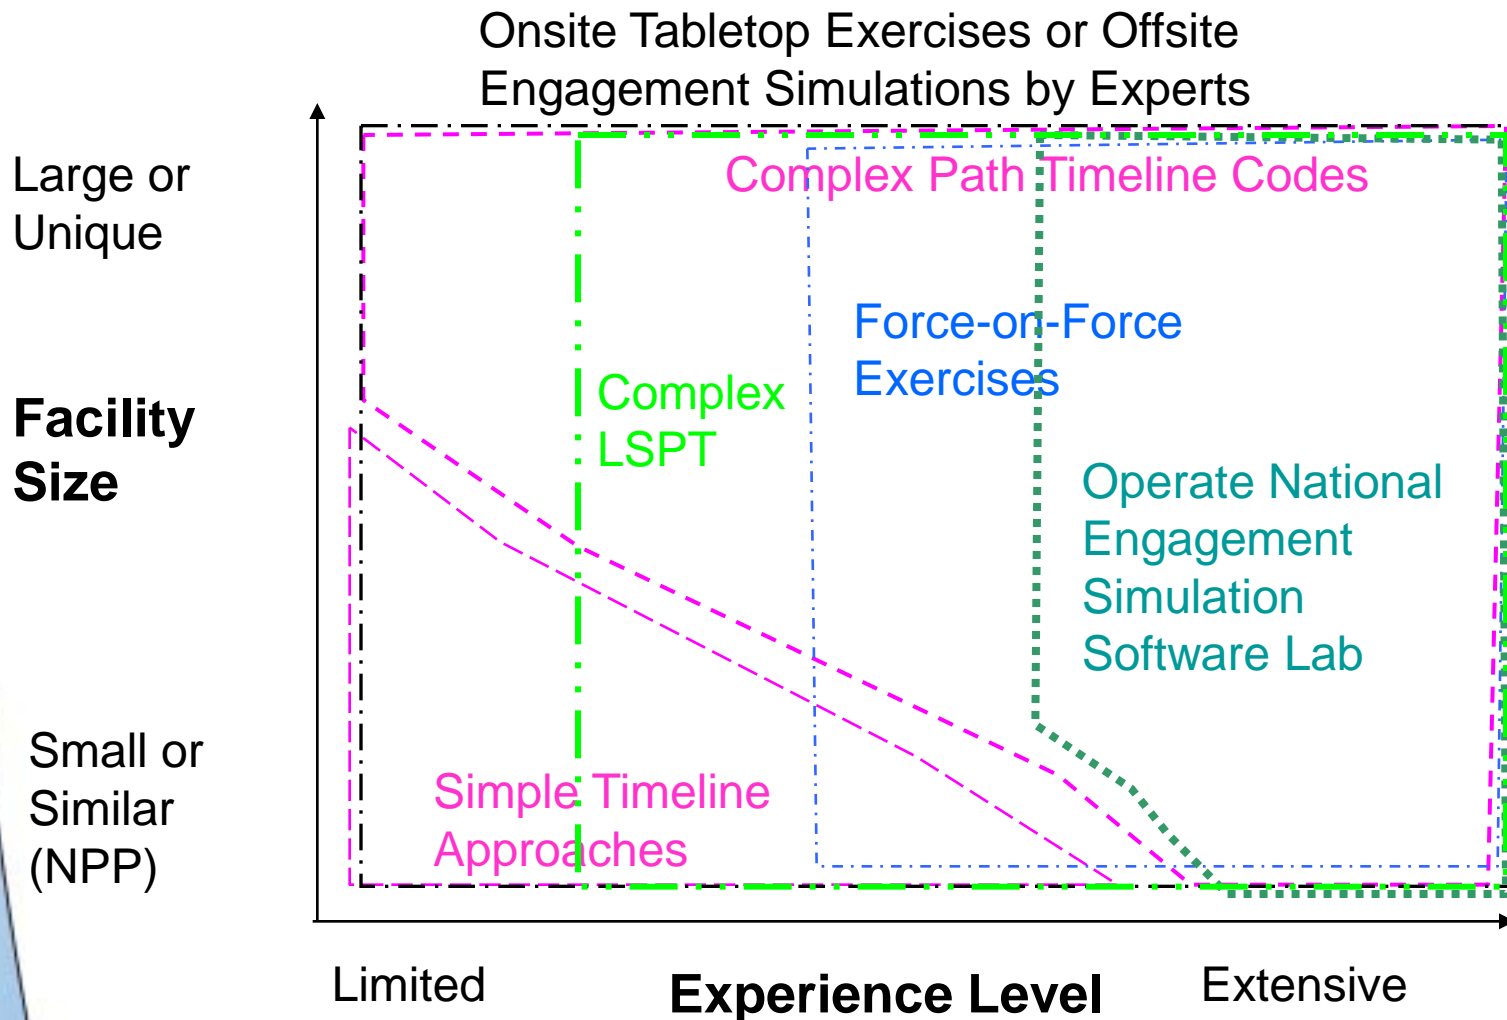 Onsite Tabletop Exercises or Offsite
Engagement Simulations by Experts
Large or
Unique
Complex Path Timeline Codes
Force-on-Force
Exercises
Complex
LSPT
Facility
Size
Operate National
Engagement
Simulation
Software Lab
Small or
Similar
(NPP)
Simple Timeline
Approaches
Limited
Experience Level
Extensive